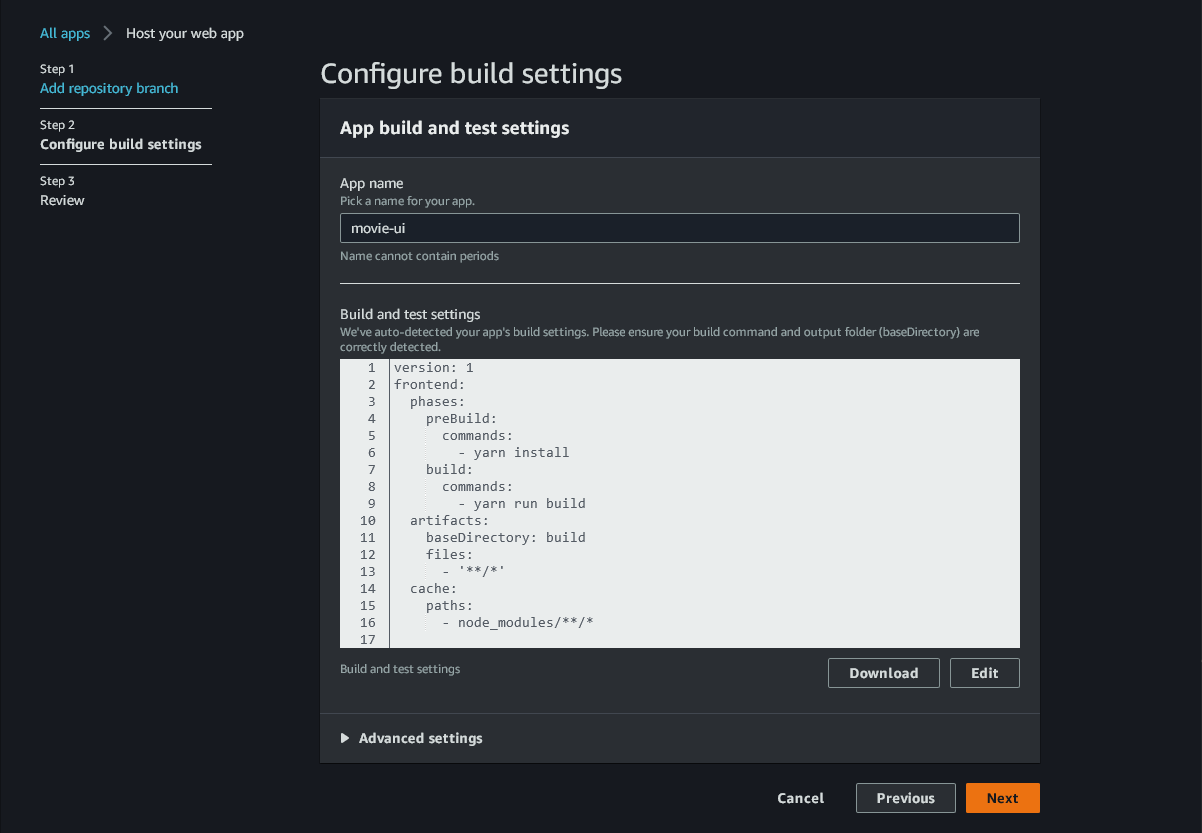 All apps
Host your web app
Step 1
Add repository branch
Step 2
Configure build settings
Step 3
Review
Configure build settings
App build and test settings
App name
Pick a name for your app.
movie-ui
Name cannot contain periods
Build and test settings
We've auto-detected your app's build settings. Please ensure your build command and output folder (baseDirectory) are
correctly detected.
1 version: 1
2 frontend:
3   phases:
4     preBuild:
5       commands:
6         - yarn install
7     build:
8       commands:
9         - yarn run build
10   artifacts:
11     baseDirectory: build
12     files:
13       - '**/*'
14   cache:
15     paths:
16       - node_modules/**/*
17
Build and test settings
Download
Edit
Advanced settings
Cancel
Previous
Next